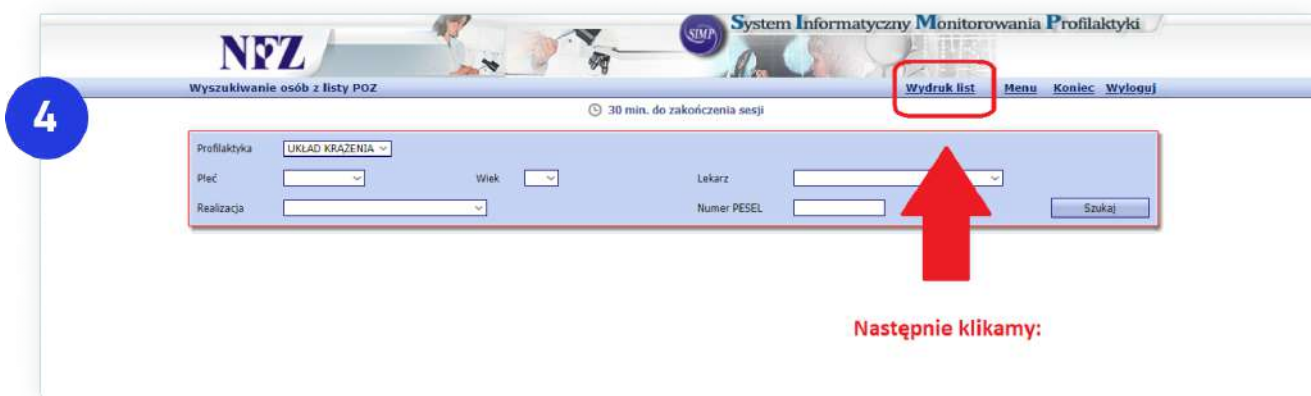 System Informatyczny Monitorowania Profilaktyki
SIMP
NFZ
Wyszukiwanie osób z listy POZ
Wydruk list Menu Koniec Wyloguj
4
30 min. do zakończenia sesji
Profilaktyka UKŁAD KRĄŻENIA
Płeć Wiek Lekarz
Realizacja Numer PESEL Szukaj
Następnie klikamy: